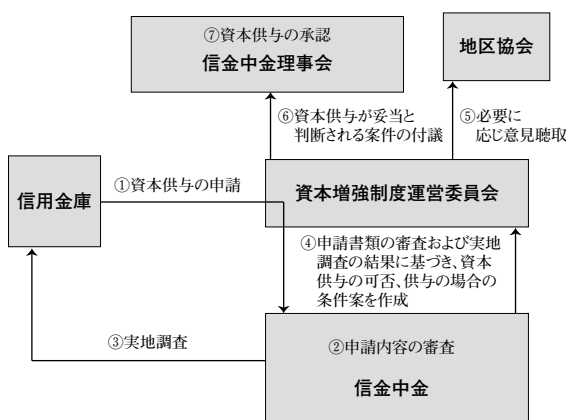 ⑦資本供与の承認
信金中金理事会
地区協会
⑥資本供与が妥当と
判断される案件の付議
⑤必要に
応じ意見聴取
信用金庫
①資本供与の申請
資本増強制度運営委員会
④申請書類の審査および実地
調査の結果に基づき、資本
供与の可否、供与の場合の
条件案を作成
③実地調査
②申請内容の審査
信金中金